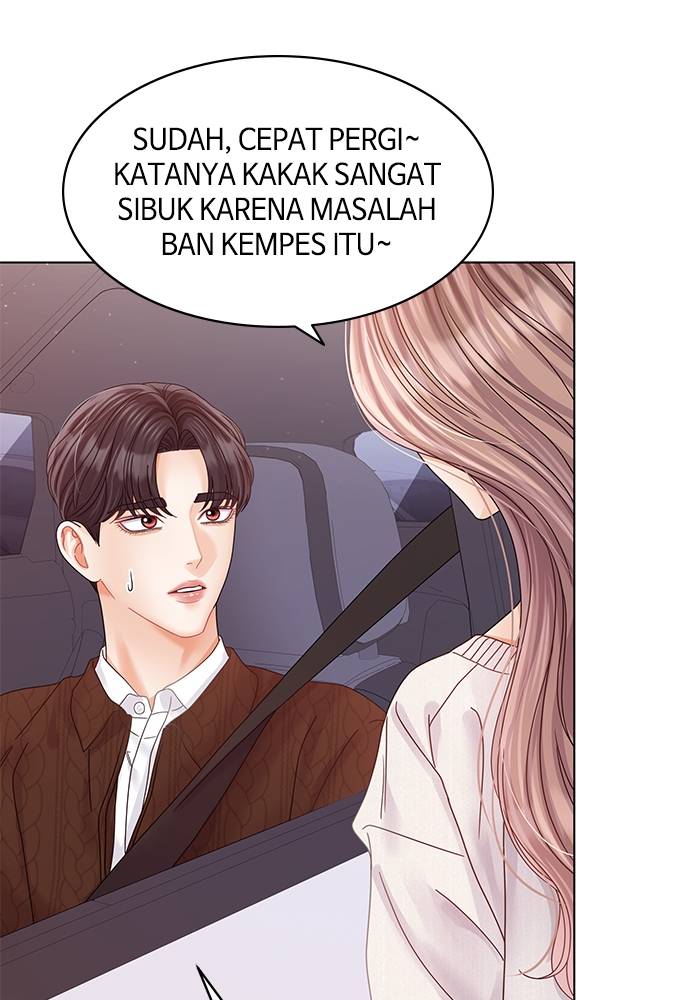 SUDAH, CEPAT PERGI~
KATANYA KAKAK SANGAT
SIBUK KARENA MASALAH
BAN KEMPES ITU~